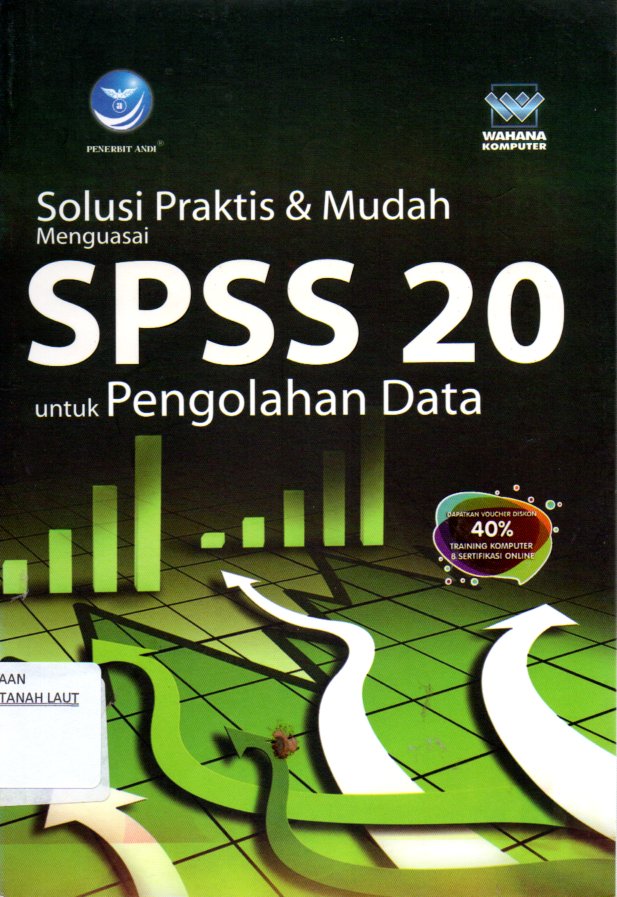 a
PENERBIT ANDI®
WAHANA
KOMPUTER
Solusi Praktis & Mudah
Menguasai
SPSS 20
untuk Pengolahan Data
DAPATKAN VOUCHER DISKON
40%
TRAINING KOMPUTER
& SERTIFIKASI ONLINE
AAN
TANAH LAUT